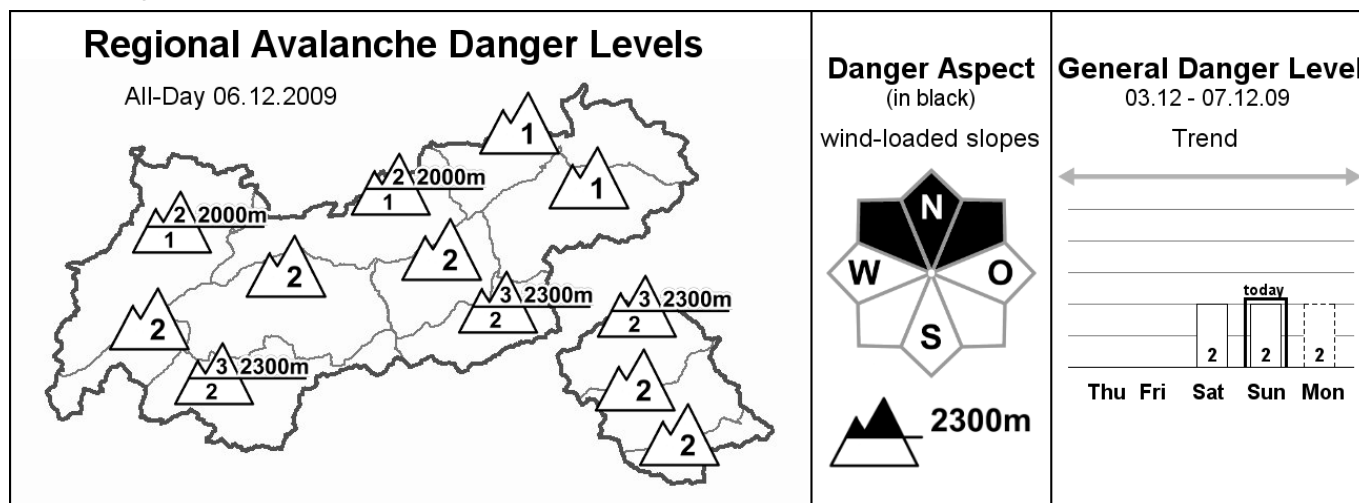 Regional Avalanche Danger Levels
All-Day 06.12.2009
1
1
2 2000m
1
2 2000m
1
2
2
3 2300m
2
3 2300m
2
2
3 2300m
2
2
2
Danger Aspect
(in black)
wind-loaded slopes
N
W O
S
2300m
General Danger Level
03.12 - 07.12.09
Trend
today
2 2 2
Thu Fri Sat Sun Mon